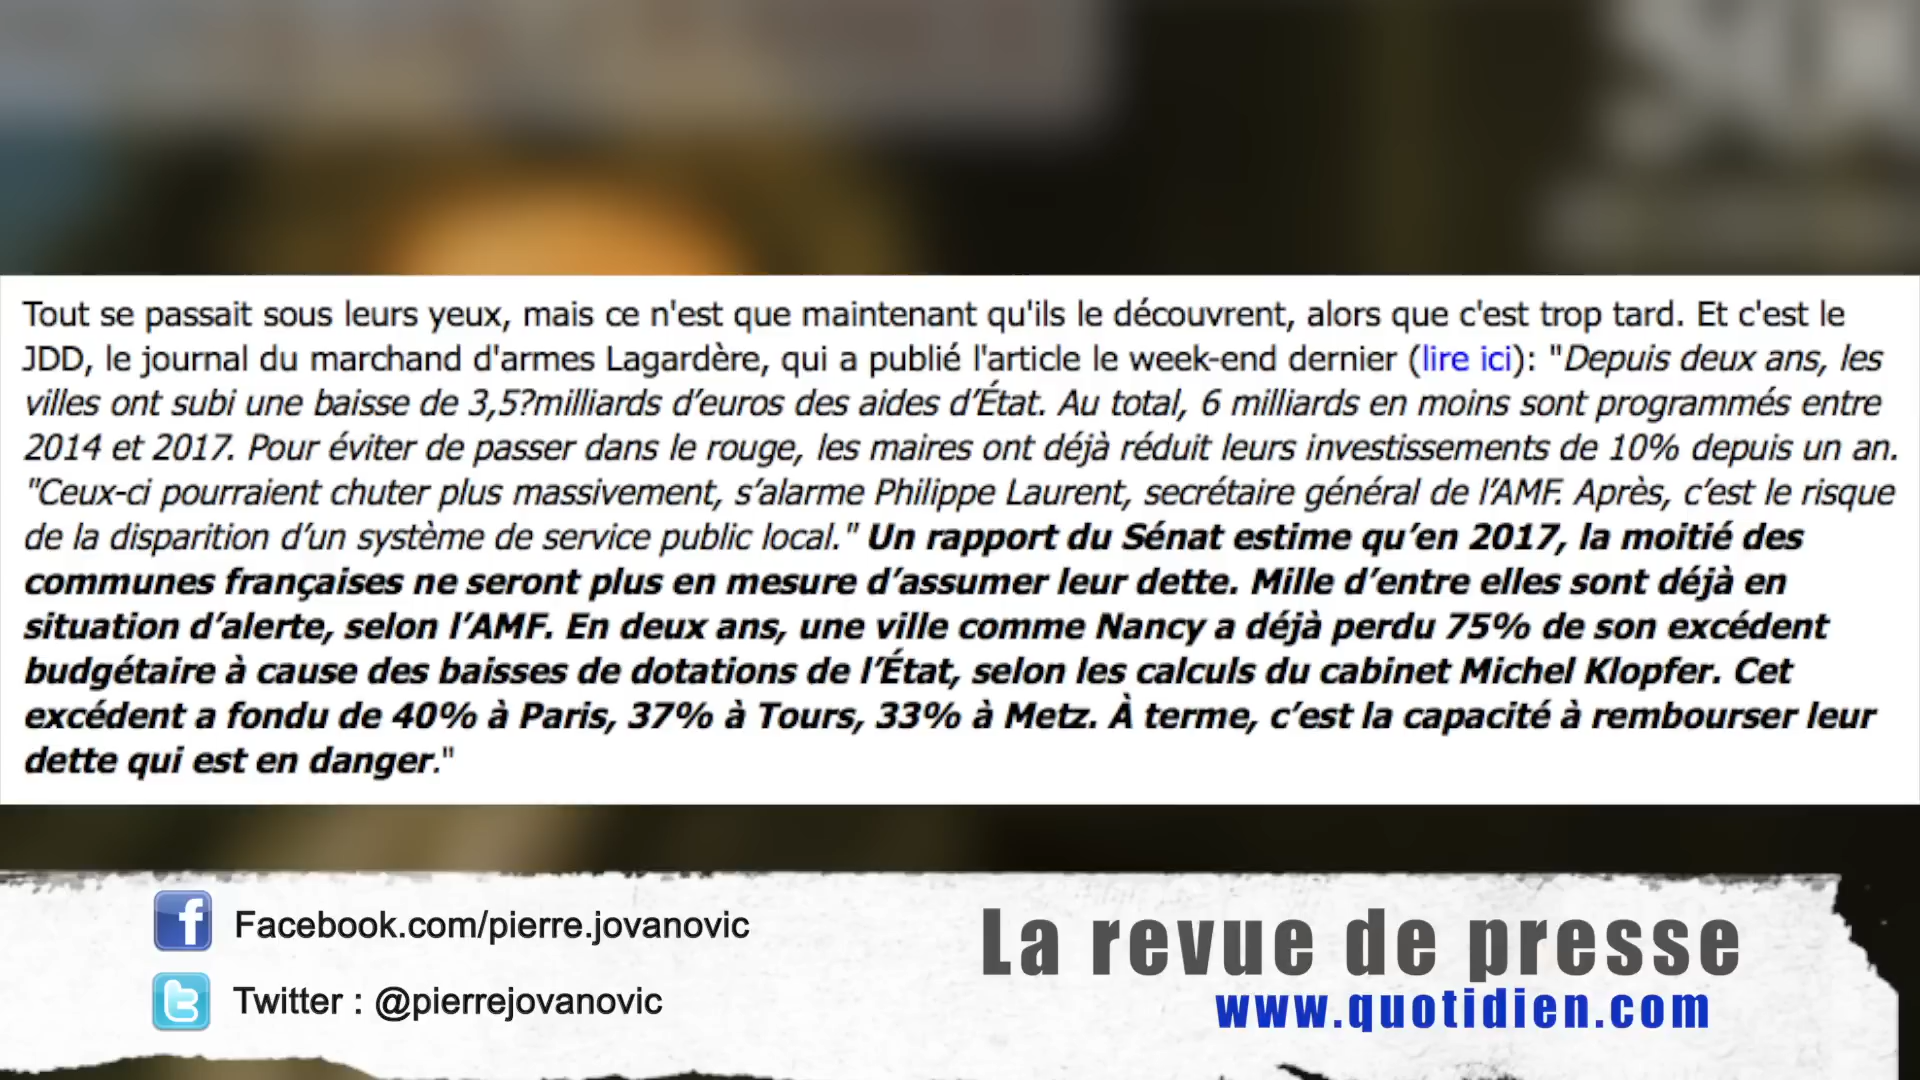 Tout se passait sous leurs yeux, mais ce n'est que maintenant qu'ils le découvrent, alors que c'est trop tard. Et c'est le
JDD, le journal du marchand d'armes Lagardère, qui a publié l'article le week-end dernier (lire ici): "Depuis deux ans, les
villes ont subi une baisse de 3,5?milliards d’euros des aides d’État. Au total, 6 milliards en moins sont programmés entre
2014 et 2017. Pour éviter de passer dans le rouge, les maires ont déjà réduit leurs investissements de 10% depuis un an.
"Ceux-ci pourraient chuter plus massivement, s’alarme Philippe Laurent, secrétaire général de l’AMF. Après, c’est le risque
de la disparition d’un système de service public local." Un rapport du Sénat estime qu’en 2017, la moitié des
communes françaises ne seront plus en mesure d’assumer leur dette. Mille d’entre elles sont déjà en
situation d’alerte, selon l’AMF. En deux ans, une ville comme Nancy a déjà perdu 75% de son excédent
budgétaire à cause des baisses de dotations de l’État, selon les calculs du cabinet Michel Klopfer. Cet
excédent a fondu de 40% à Paris, 37% à Tours, 33% à Metz. À terme, c’est la capacité à rembourser leur
dette qui est en danger."
Facebook.com/pierre.jovanovic
Twitter : @pierrejovanovic
La revue de presse
www.quotidien.com